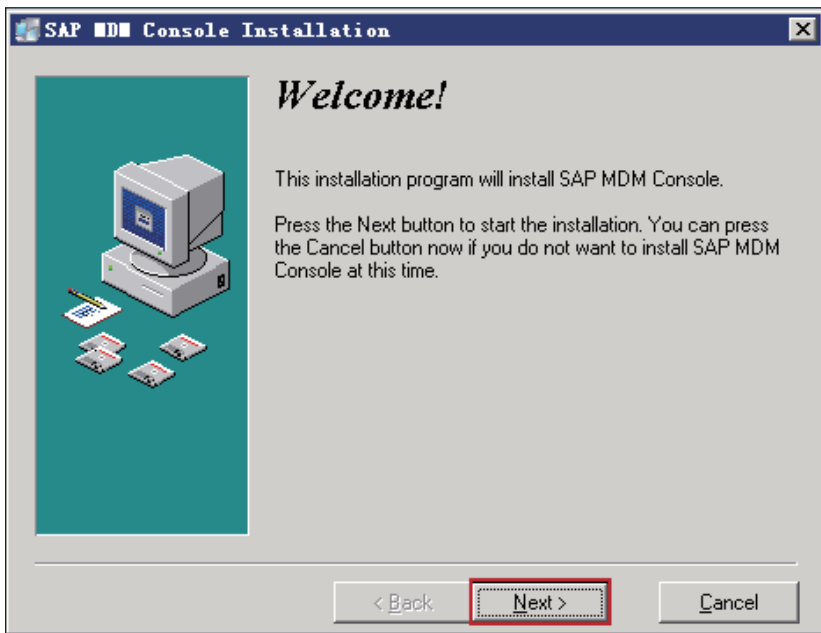 SAP MDM Console Installation
Welcome!
This installation program will install SAP MDM Console.
Press the Next button to start the installation. You can press
the Cancel button now if you do not want to install SAP MDM
Console at this time.
< Back
Next >
Cancel